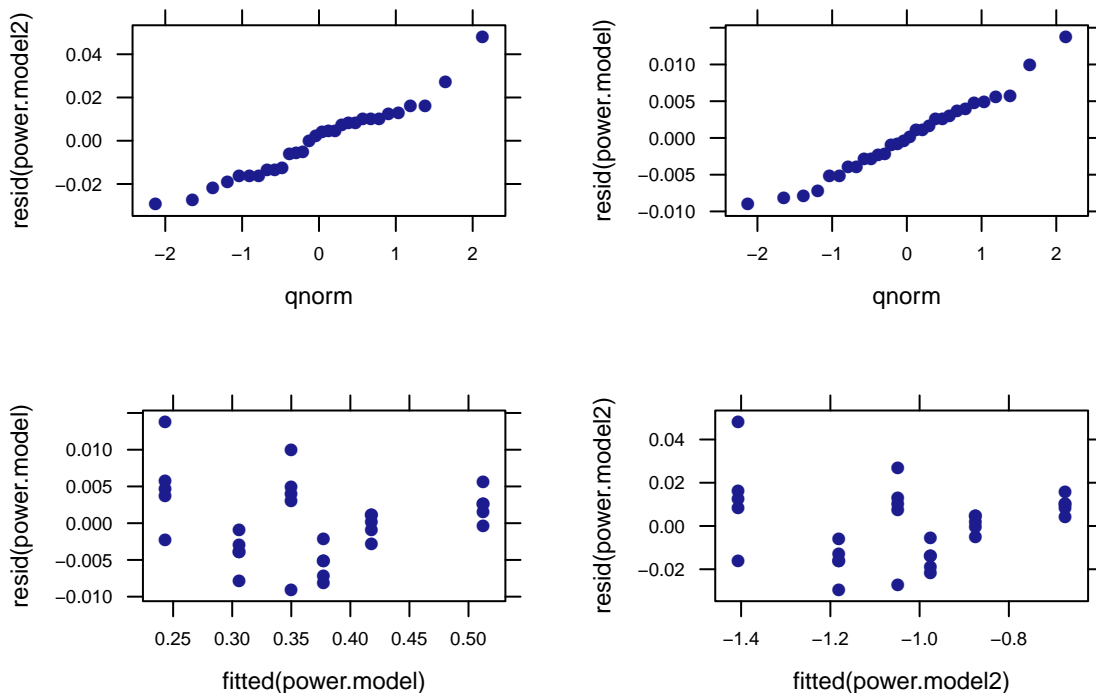 resid(power.model2)
0.04
0.02
0.00
−0.02
−2 −1 0 1 2
qnorm
resid(power.model)
0.010
0.005
0.000
−0.005
−0.010
−2 −1 0 1 2
qnorm
resid(power.model)
0.010
0.005
0.000
−0.005
−0.010
0.25 0.30 0.35 0.40 0.45 0.50
fitted(power.model)
resid(power.model2)
0.04
0.02
0.00
−0.02
−1.4 −1.2 −1.0 −0.8
fitted(power.model2)